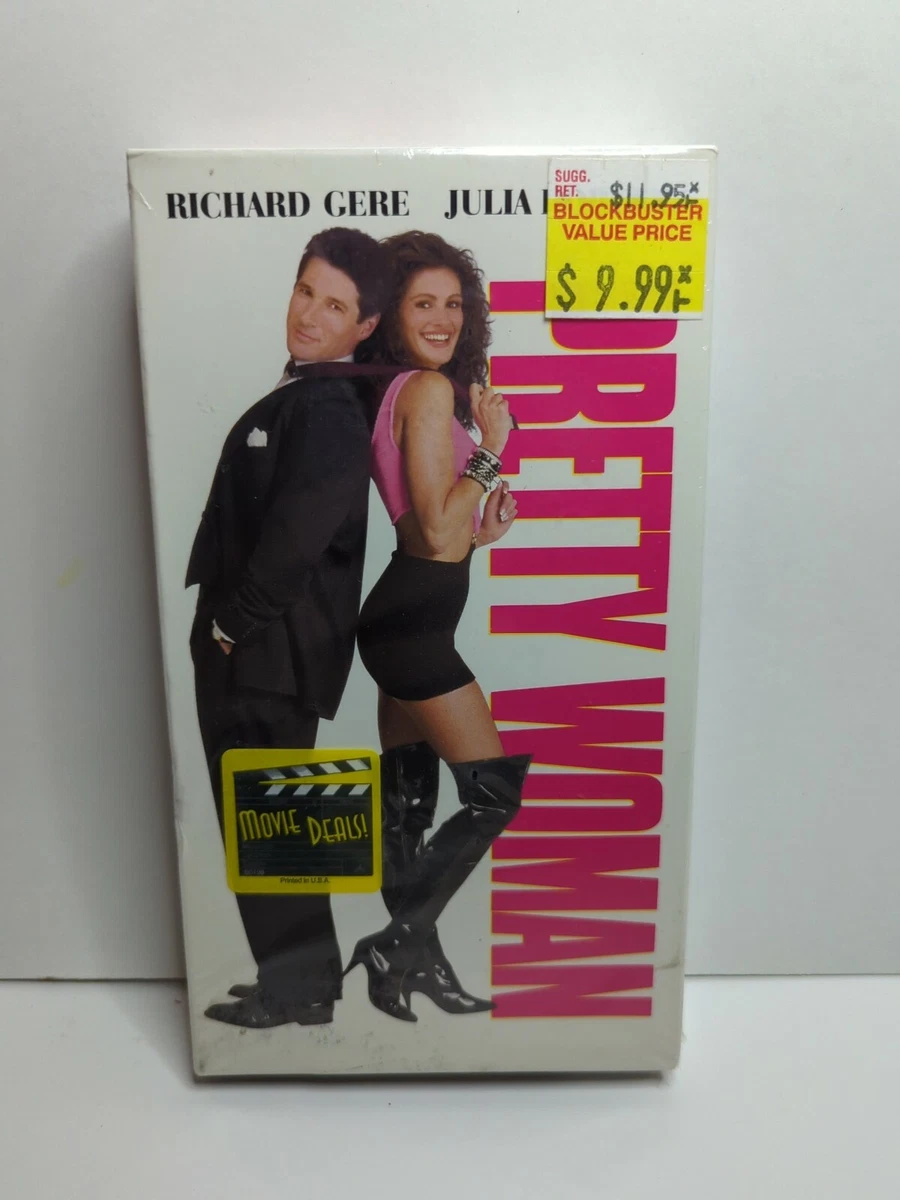 RICHARD GERE JULIA
SUGG.
RET. $11.95
BLOCKBUSTER
VALUE PRICE
$ 9.99
PRETTY WOMAN
MOVIE DEALS!
Printed in U.S.A.